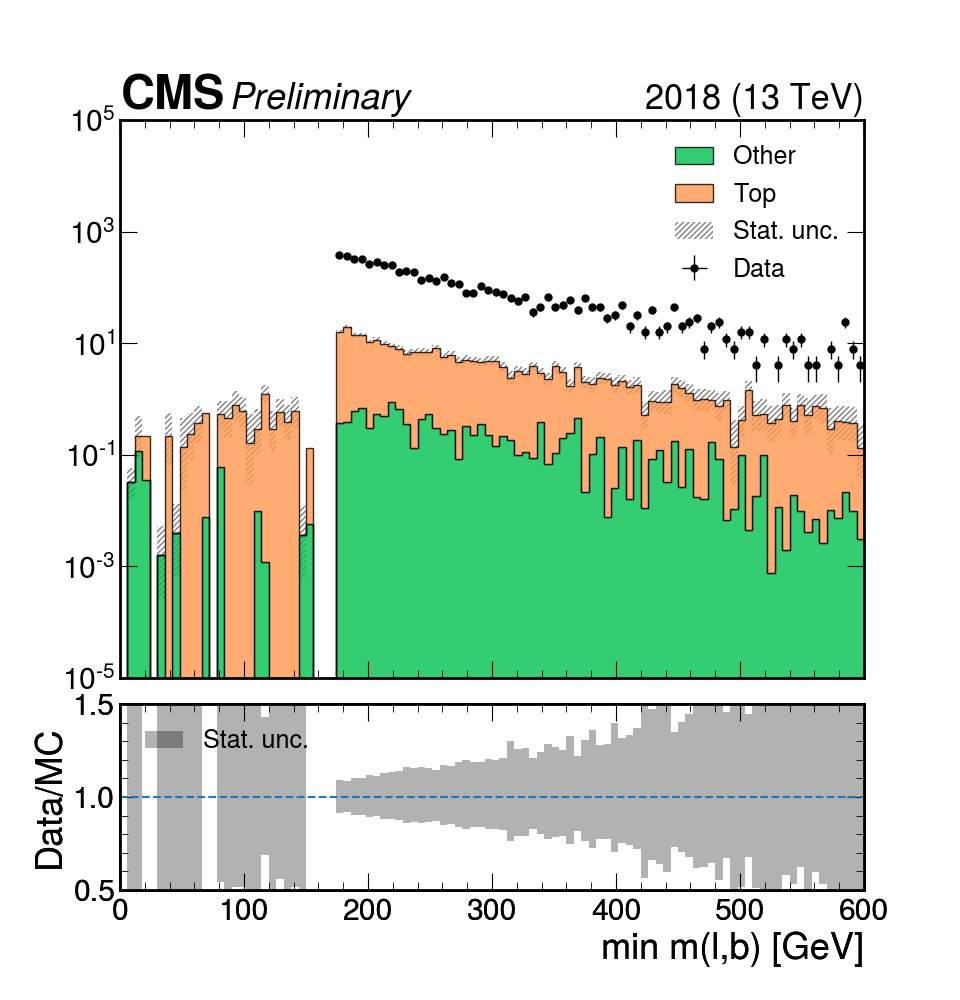 CMS Preliminary 2018 (13 TeV)
10^5
Other
Top
10^3
Stat. unc.
Data
10^1
10^-1
10^-3
10^-5
1.5
Stat. unc.
Data/MC
1.0
0.5
0 100 200 300 400 500 600
min m(l,b) [GeV]